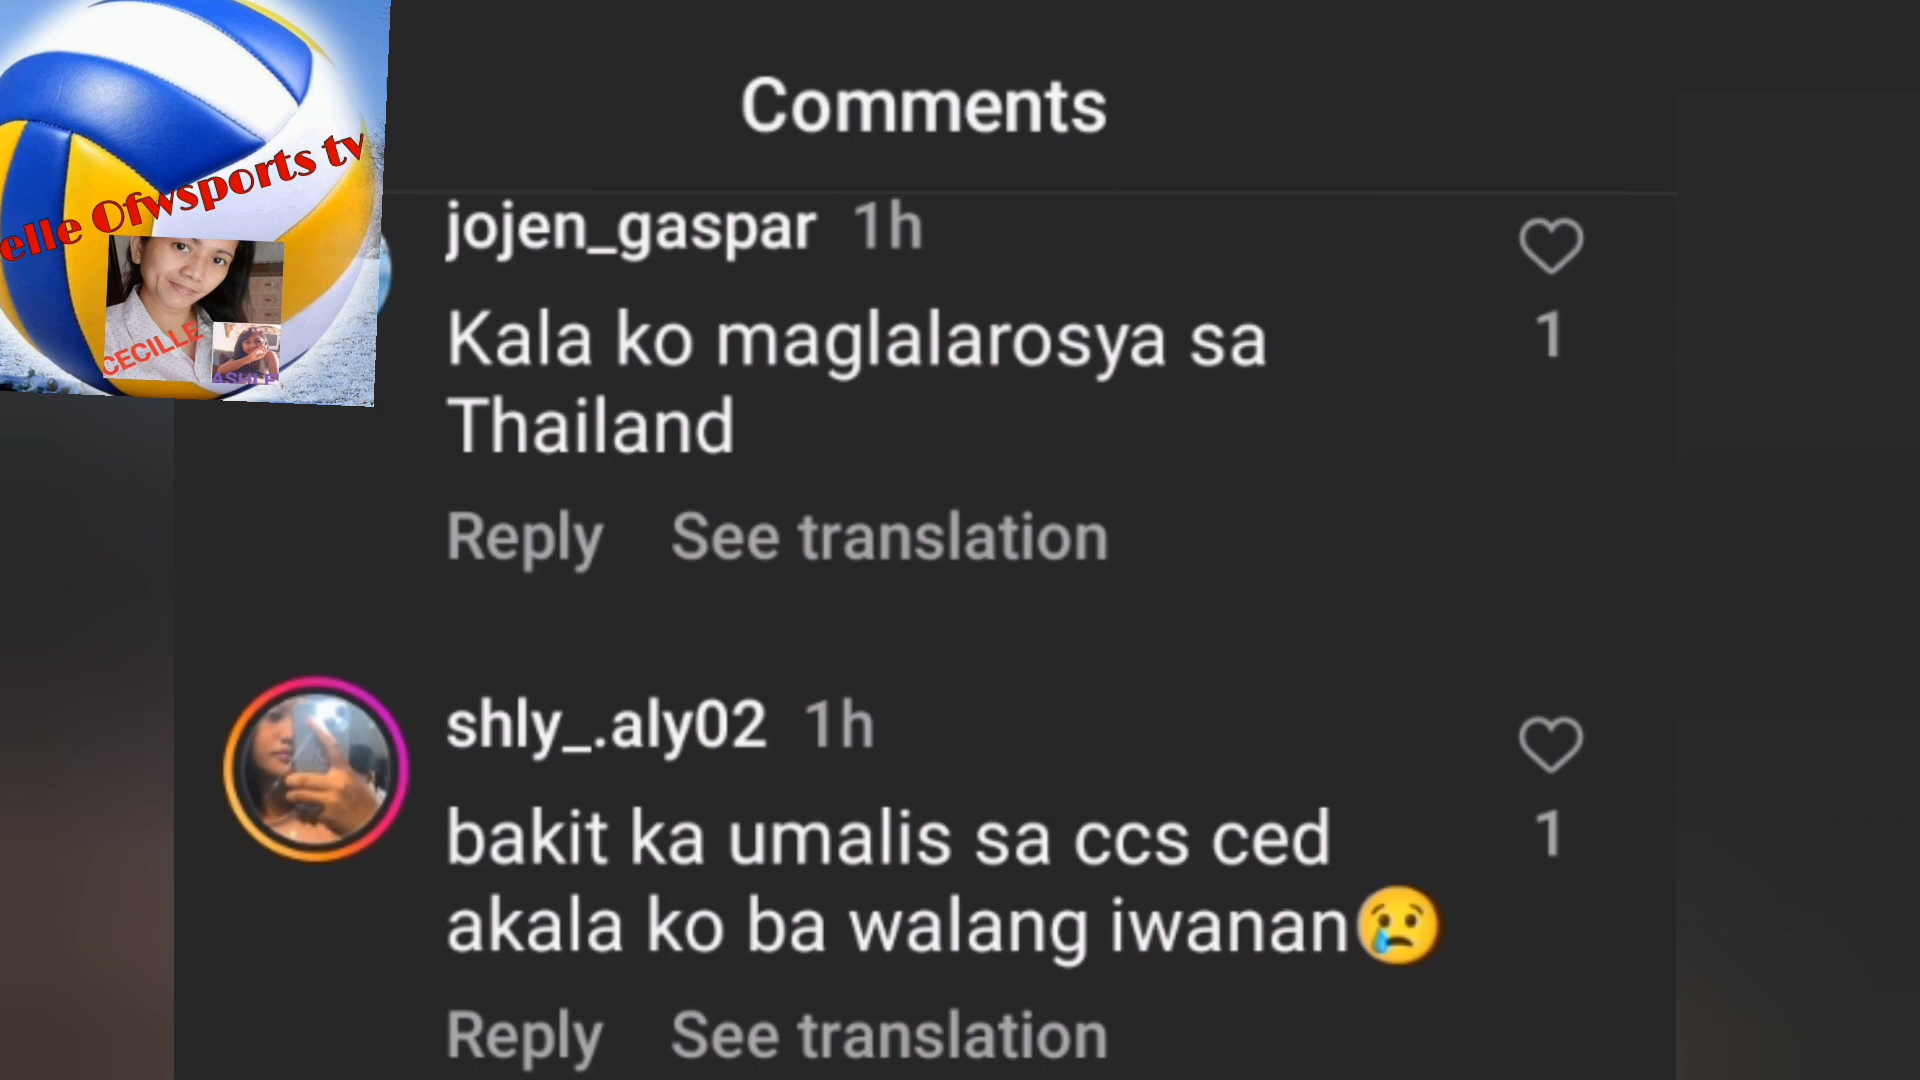 Comments
elle Ofwsports tv
CECILLE
jojen_gaspar 1h
1
Kala ko maglalarosya sa
Thailand
Reply See translation
shly_.aly02 1h
1
bakit ka umalis sa ccs ced
akala ko ba walang iwanan😢
Reply See translation